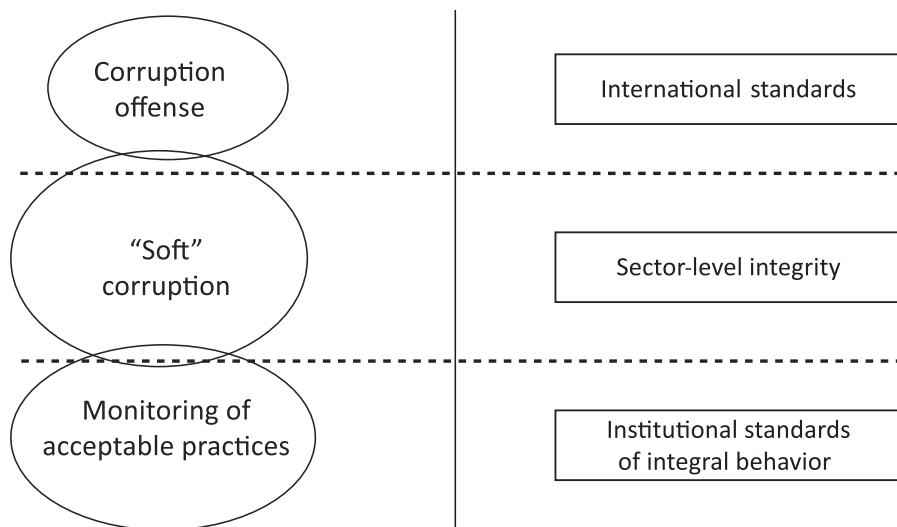 Corruption
offense
International standards
“Soft”
corruption
Sector-level integrity
Monitoring of
acceptable practices
Institutional standards
of integral behavior